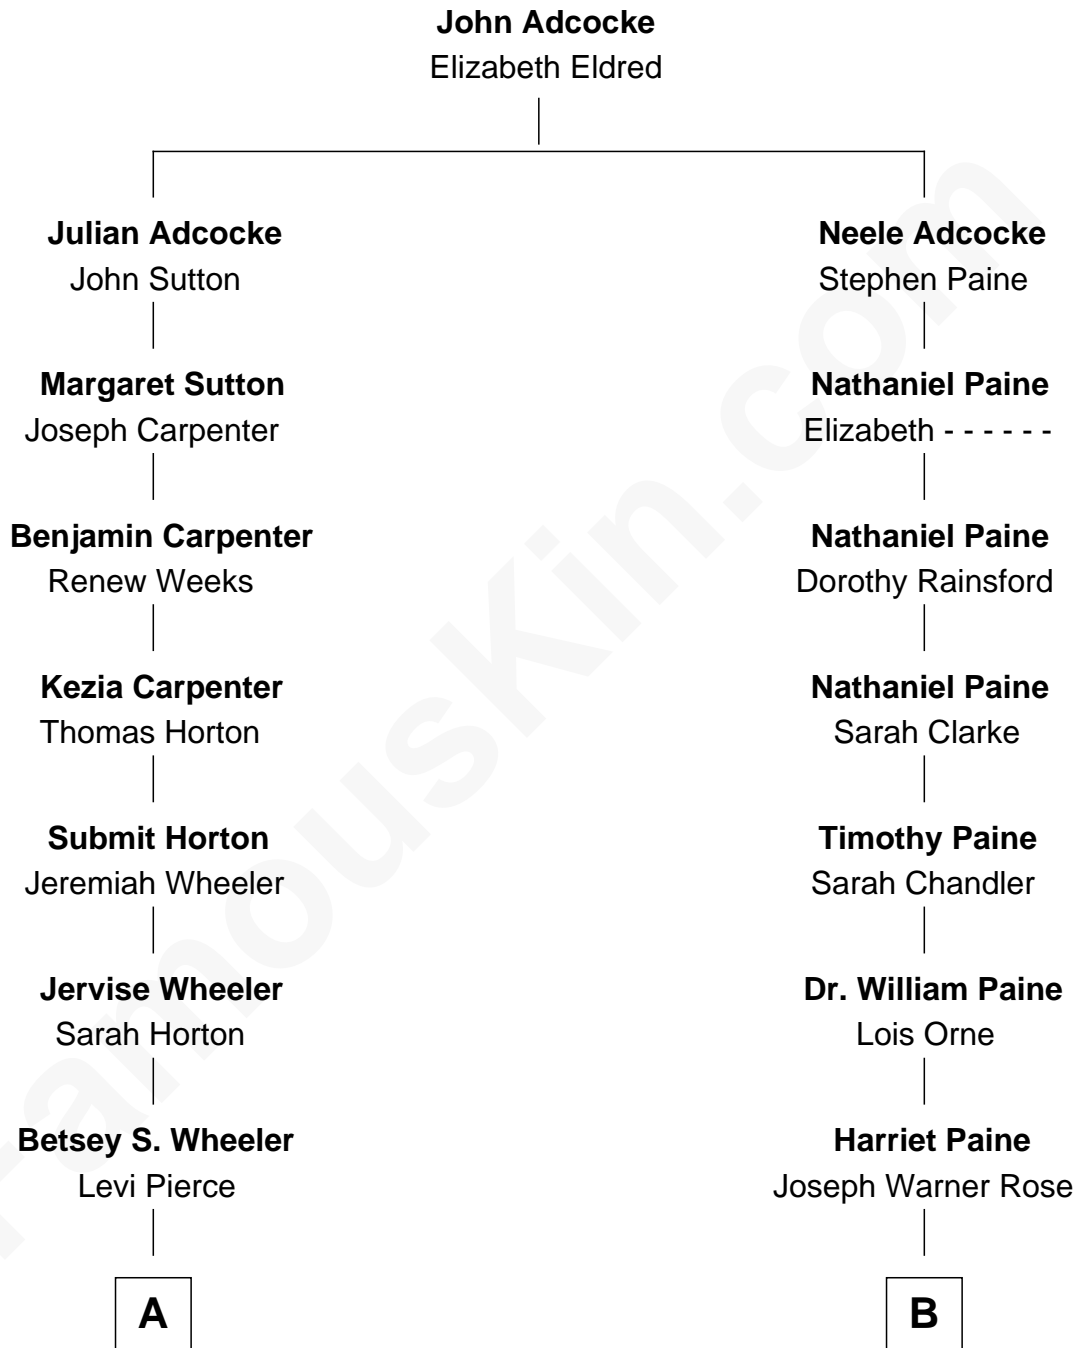 John Adcocke
Elizabeth Eldred
Julian Adcocke
John Sutton
Neele Adcocke
Stephen Paine
Margaret Sutton
Joseph Carpenter
Nathaniel Paine
Elizabeth - - - - - -
Benjamin Carpenter
Renew Weeks
Nathaniel Paine
Dorothy Rainsford
Kezia Carpenter
Thomas Horton
Nathaniel Paine
Sarah Clarke
Submit Horton
Jeremiah Wheeler
Timothy Paine
Sarah Chandler
Jervise Wheeler
Sarah Horton
Dr. William Paine
Lois Orne
Betsey S. Wheeler
Levi Pierce
Harriet Paine
Joseph Warner Rose
A
B
FamousKin.com